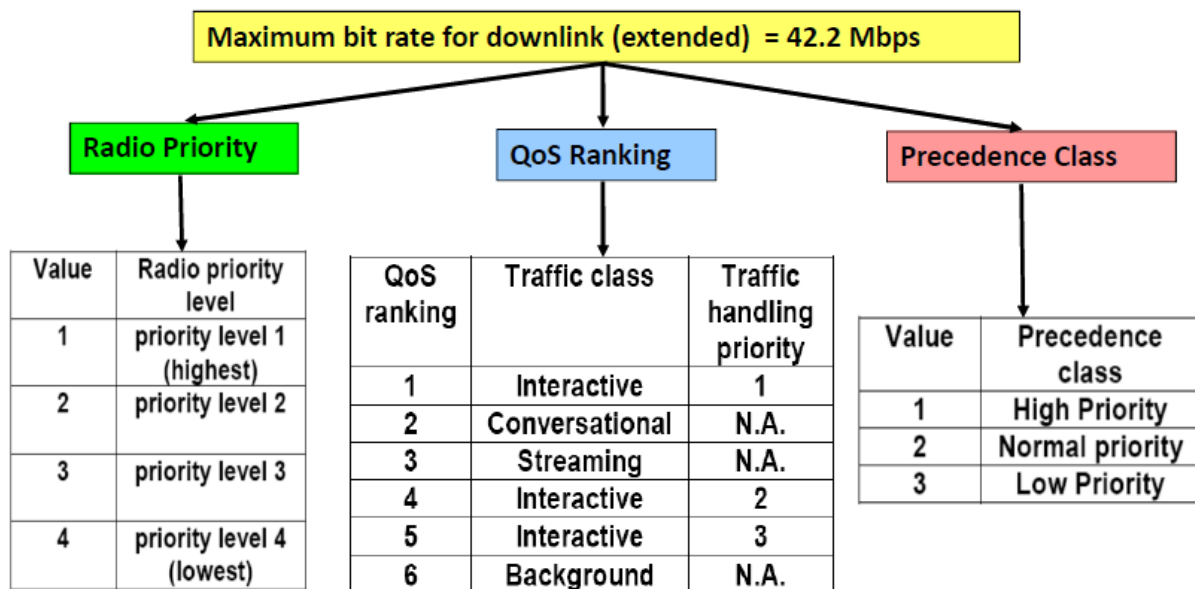 Maximum bit rate for downlink (extended) = 42.2 Mbps
Radio Priority
QoS Ranking
Precedence Class
Value Radio priority
level
1 priority level 1
(highest)
2 priority level 2
3 priority level 3
4 priority level 4
(lowest)
QoS Traffic class Traffic
ranking handling
priority
1 Interactive 1
2 Conversational N.A.
3 Streaming N.A.
4 Interactive 2
5 Interactive 3
6 Background N.A.
Value Precedence
class
1 High Priority
2 Normal priority
3 Low Priority